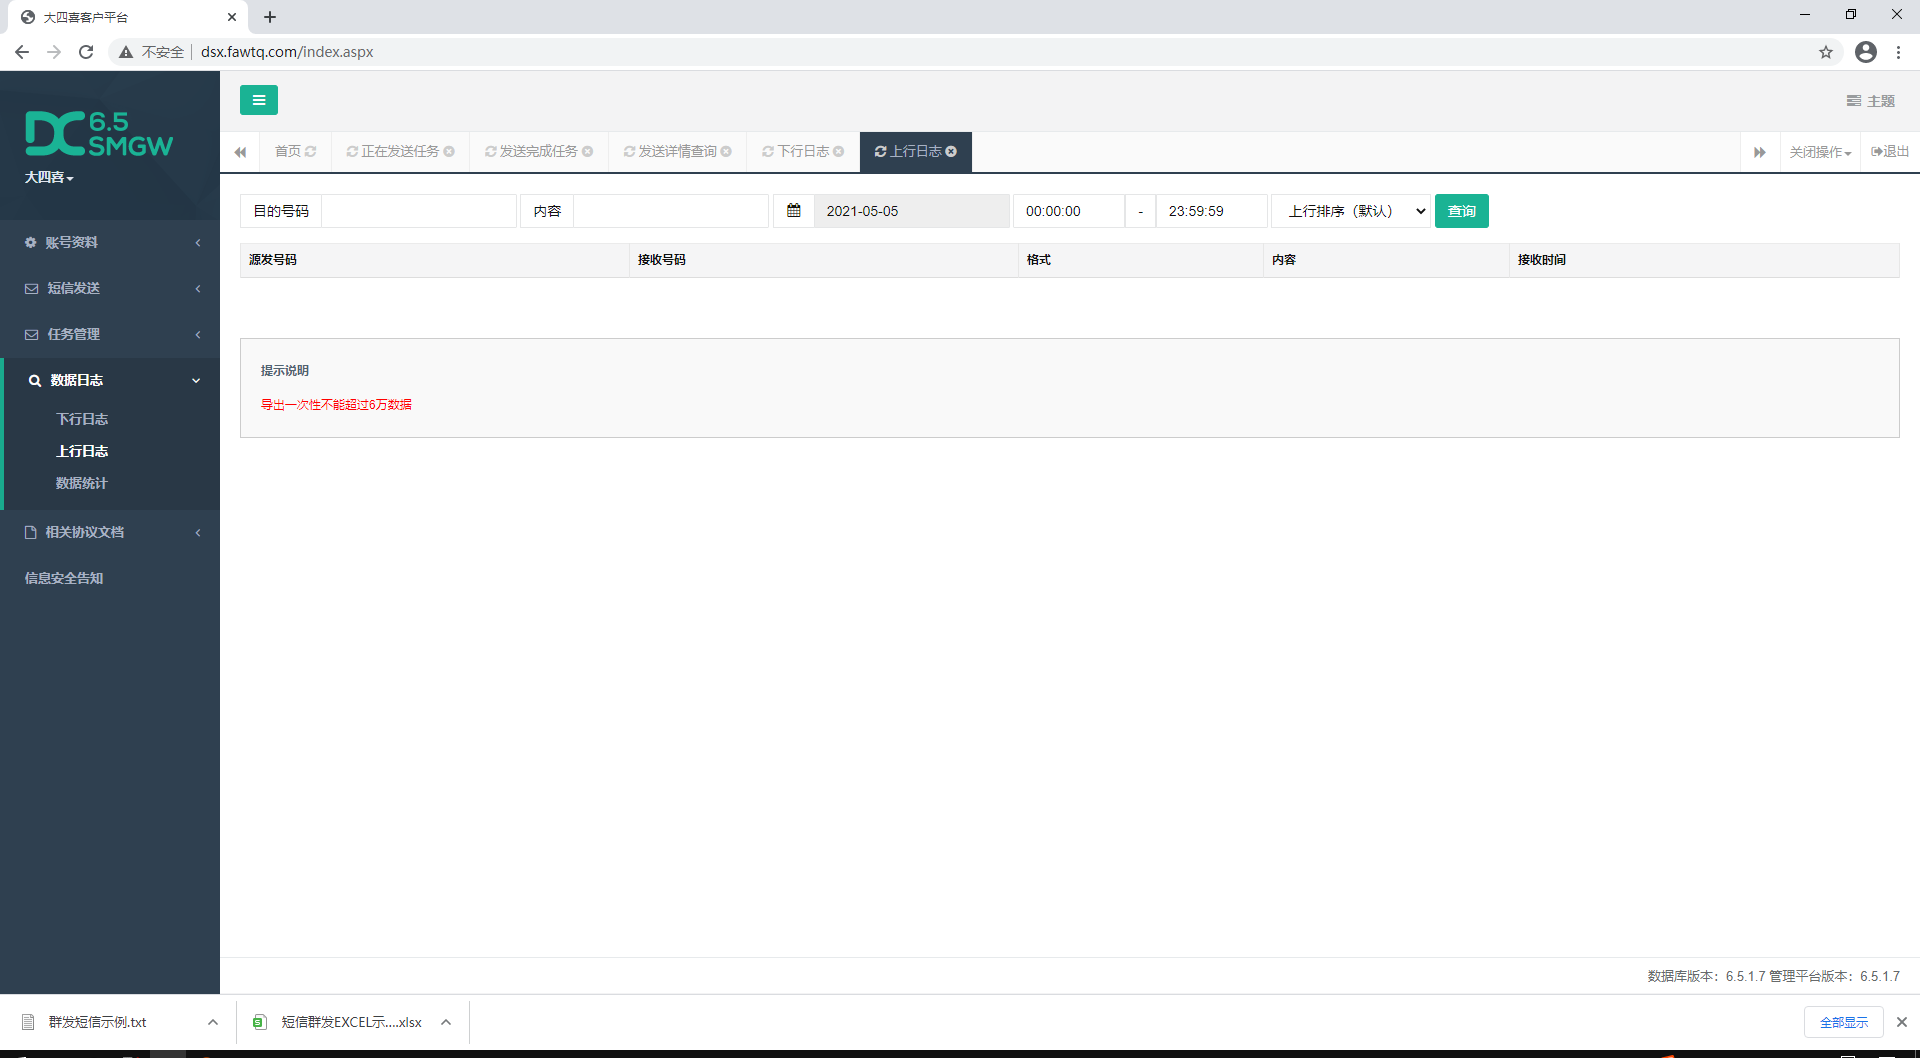 大四喜客户平台
不安全 dsx.fawtq.com/index.aspx
DC 6.5 SMGW
大四喜
主题
首页 正在发送任务 发送完成任务 发送详情查询 下行日志 上行日志 关闭操作 退出
账号资料
短信发送
任务管理
数据日志
下行日志
上行日志
数据统计
相关协议文档
信息安全告知
目的号码 内容 2021-05-05 00:00:00 - 23:59:59 上行排序（默认） 查询
源发号码 接收号码 格式 内容 接收时间
提示说明
导出一次性不能超过6万数据
数据库版本：6.5.1.7 管理平台版本：6.5.1.7
群发短信示例.txt 短信群发EXCEL示....xlsx 全部显示